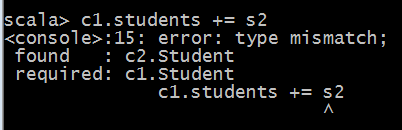 scala> c1.students += s2
<console>:15: error: type mismatch;
 found   : c2.Student
 required: c1.Student
              c1.students += s2
                             ^